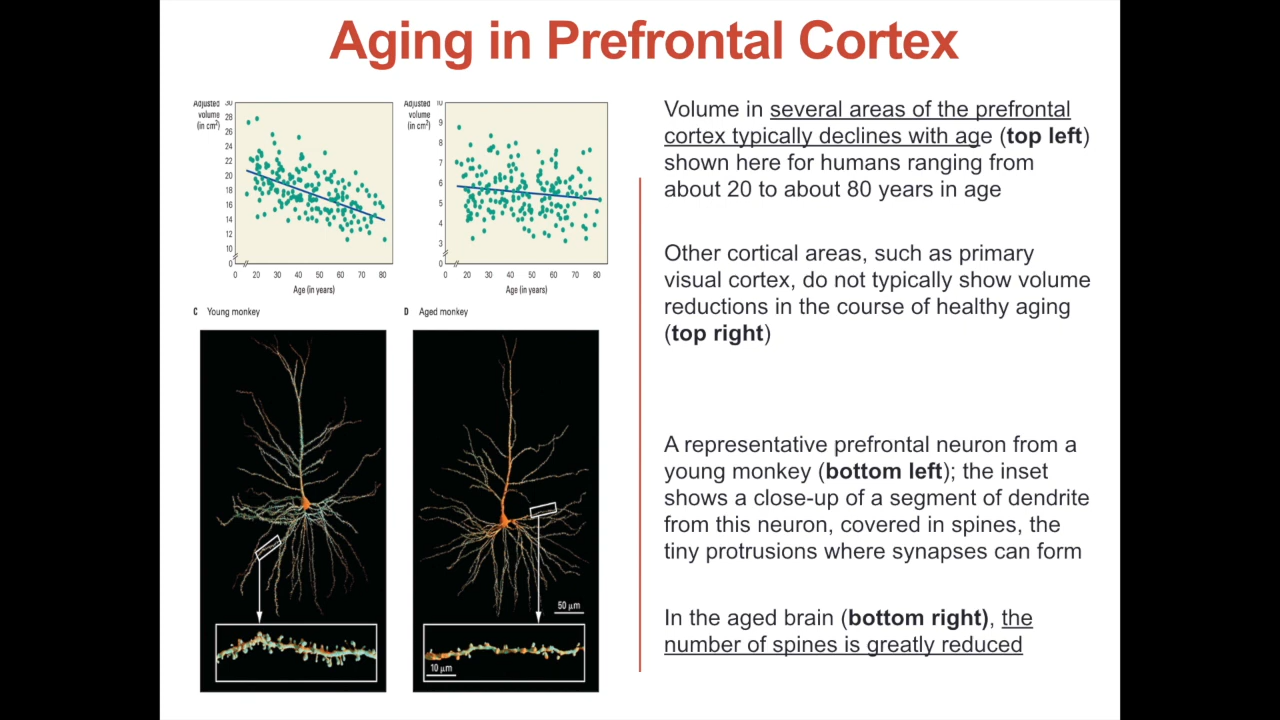 Aging in Prefrontal Cortex
Adjusted
volume
(in cm²)
30
28
26
24
22
20
18
16
14
12
10
0
0 20 30 40 50 60 70 80
Age (in years)
Adjusted
volume
(in cm²)
10
9
8
7
6
5
4
3
0
0 20 30 40 50 60 70 80
Age (in years)
C Young monkey
D Aged monkey
50 μm
10 μm
Volume in several areas of the prefrontal
cortex typically declines with age (top left)
shown here for humans ranging from
about 20 to about 80 years in age
Other cortical areas, such as primary
visual cortex, do not typically show volume
reductions in the course of healthy aging
(top right)
A representative prefrontal neuron from a
young monkey (bottom left); the inset
shows a close-up of a segment of dendrite
from this neuron, covered in spines, the
tiny protrusions where synapses can form
In the aged brain (bottom right), the
number of spines is greatly reduced